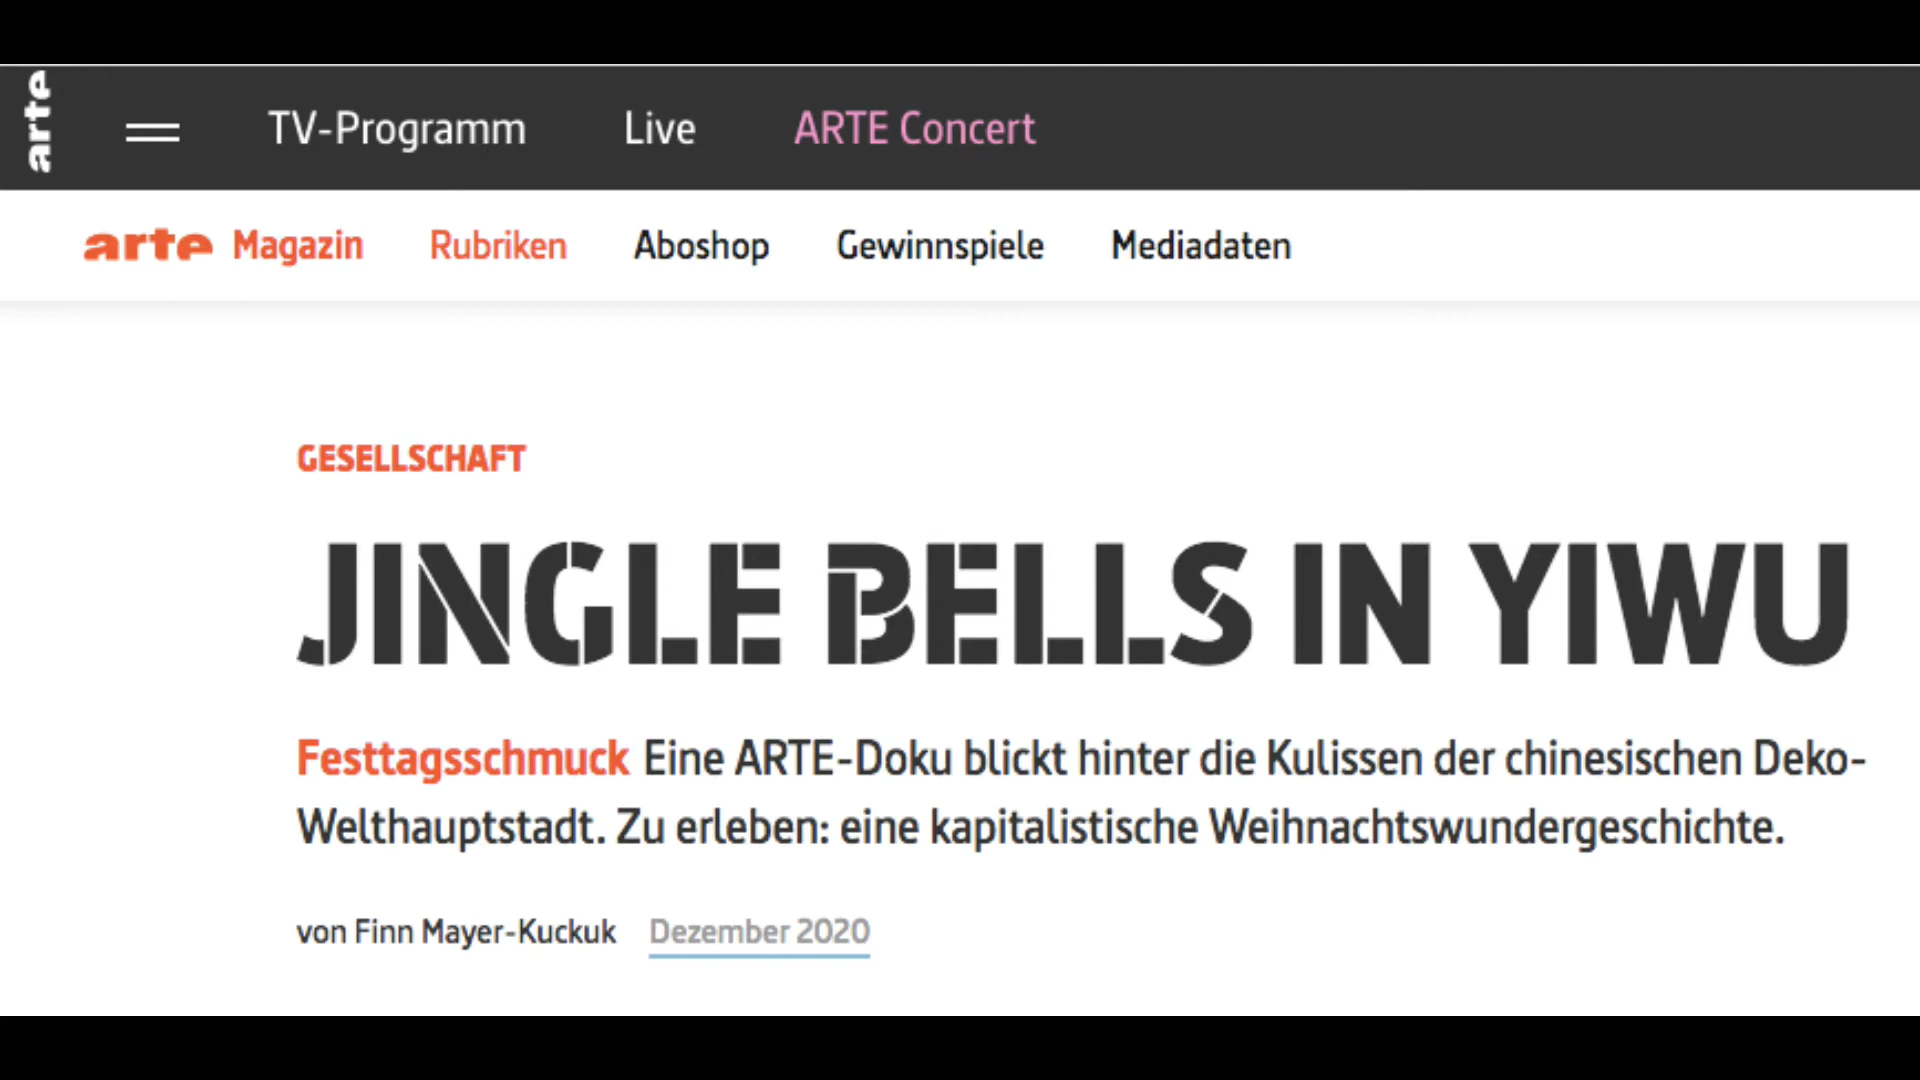 arte
TV-Programm Live ARTE Concert
arte Magazin Rubriken Aboshop Gewinnspiele Mediadaten
GESELLSCHAFT
JINGLE BELLS IN YIWU
Festtagsschmuck Eine ARTE-Doku blickt hinter die Kulissen der chinesischen Deko-
Welthauptstadt. Zu erleben: eine kapitalistische Weihnachtswundergeschichte.
von Finn Mayer-Kuckuk Dezember 2020